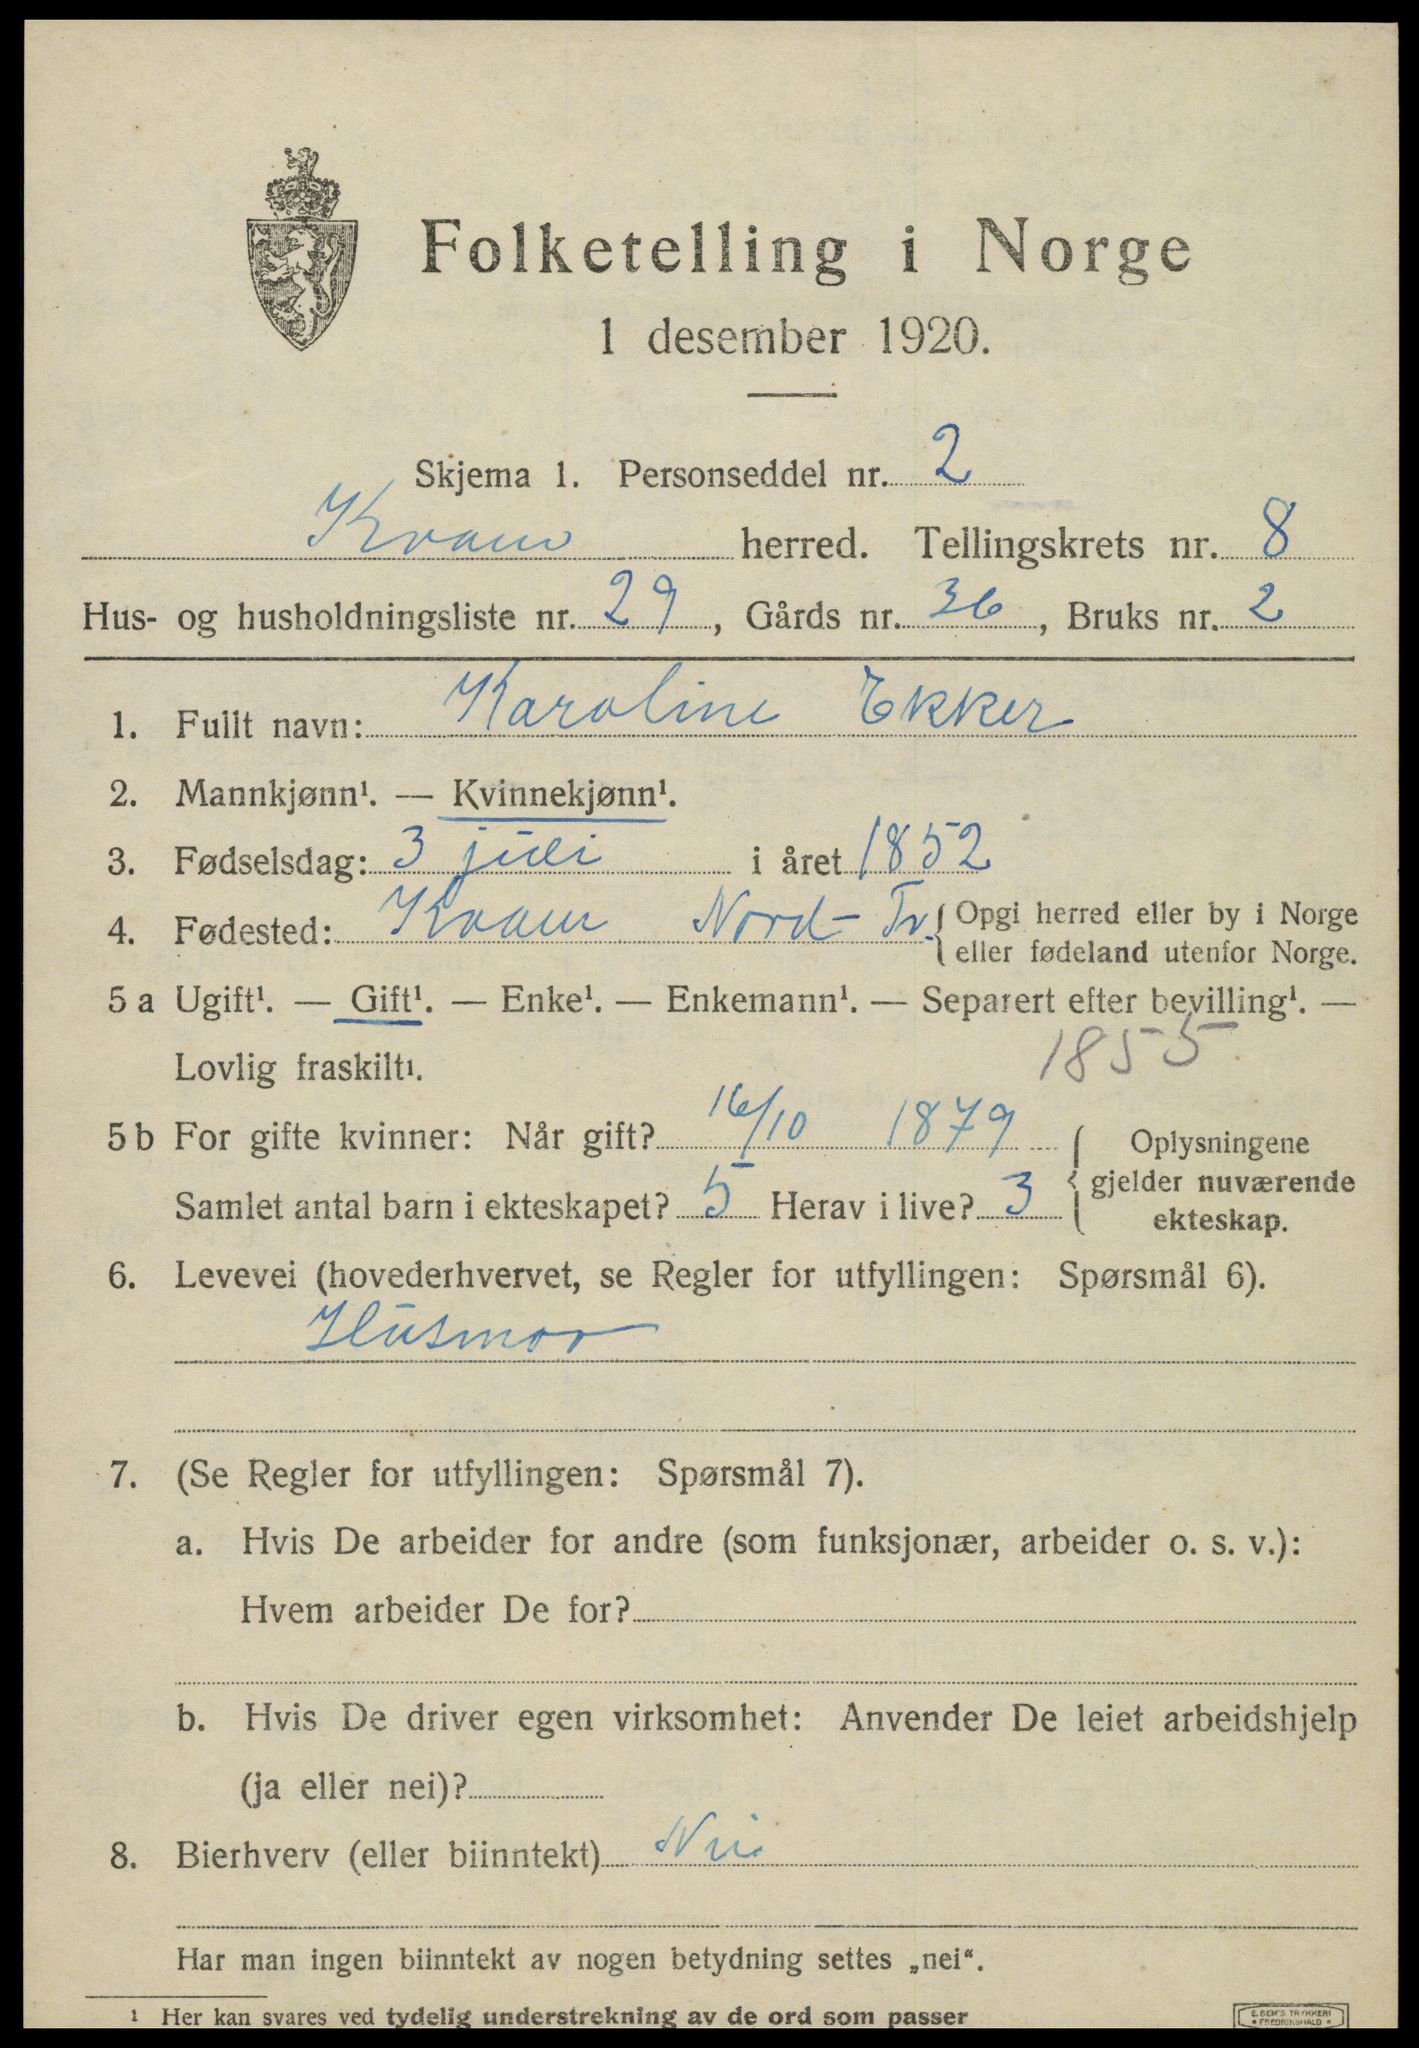 Folketelling i Norge
1 desember 1920.
Skjema 1. Personseddel nr. 2
Kvam herred. Tellingskrets nr. 8
Hus- og husholdningsliste nr. 29, Gårds nr. 36, Bruks nr. 2
1. Fullt navn: Karoline Ekker
2. Mannkjønn¹. — Kvinnekjønn¹.
3. Fødselsdag: 3 juli i året 1852
4. Fødested: Kvam Nord-Tr. { Opgi herred eller by i Norge
eller fødeland utenfor Norge.
5 a Ugift¹. — Gift¹. — Enke¹. — Enkemann¹. — Separert efter bevilling¹. —
Lovlig fraskilt¹. 1855
5 b For gifte kvinner: Når gift? 16/10 1879 { Oplysningene
gjelder nuværende
Samlet antal barn i ekteskapet? 5 Herav i live? 3
ekteskap.
6. Levevei (hovederhvervet, se Regler for utfyllingen: Spørsmål 6).
Husmor
7. (Se Regler for utfyllingen: Spørsmål 7).
a. Hvis De arbeider for andre (som funksjonær, arbeider o. s. v.):
Hvem arbeider De for?
b. Hvis De driver egen virksomhet: Anvender De leiet arbeidshjelp
(ja eller nei)?
8. Bierhverv (eller biinntekt) Nei
Har man ingen biinntekt av nogen betydning settes „nei“.
¹ Her kan svares ved tydelig understrekning av de ord som passer
E. SEM'S TRYKKERI
FREDRIKSHALD